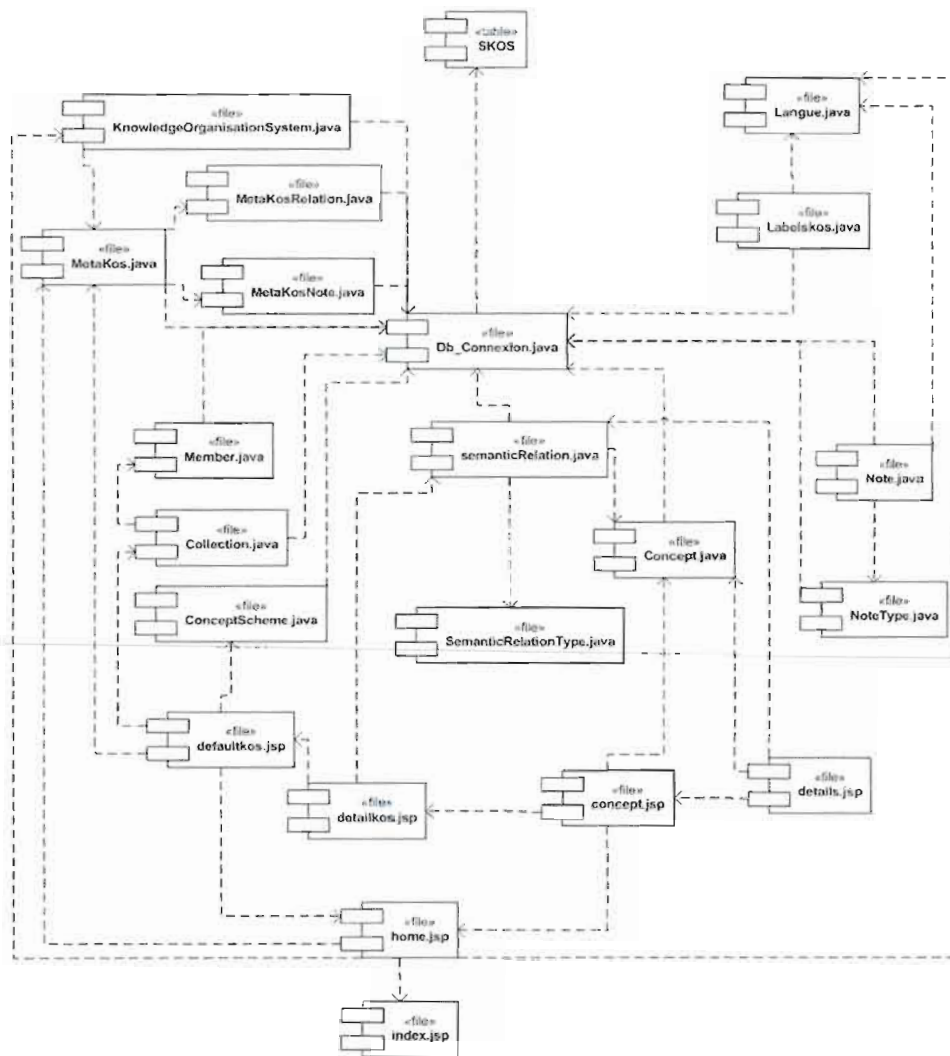 «table»
SKOS
«file»
Langue.java
«file»
KnowledgeOrganisationSystem.java
«file»
MetaKosRelation.java
«file»
Labelskos.java
«file»
MetaKos.java
«file»
MetaKosNote.java
«file»
Db_Connexion.java
«file»
Member.java
«file»
semanticRelation.java
«file»
Note.java
«file»
Collection.java
«file»
Concept.java
«file»
ConceptScheme.java
«file»
NoteType.java
«file»
SemanticRelationType.java
«file»
defaultkos.jsp
«file»
detailkos.jsp
«file»
concept.jsp
«file»
details.jsp
«file»
home.jsp
«file»
index.jsp